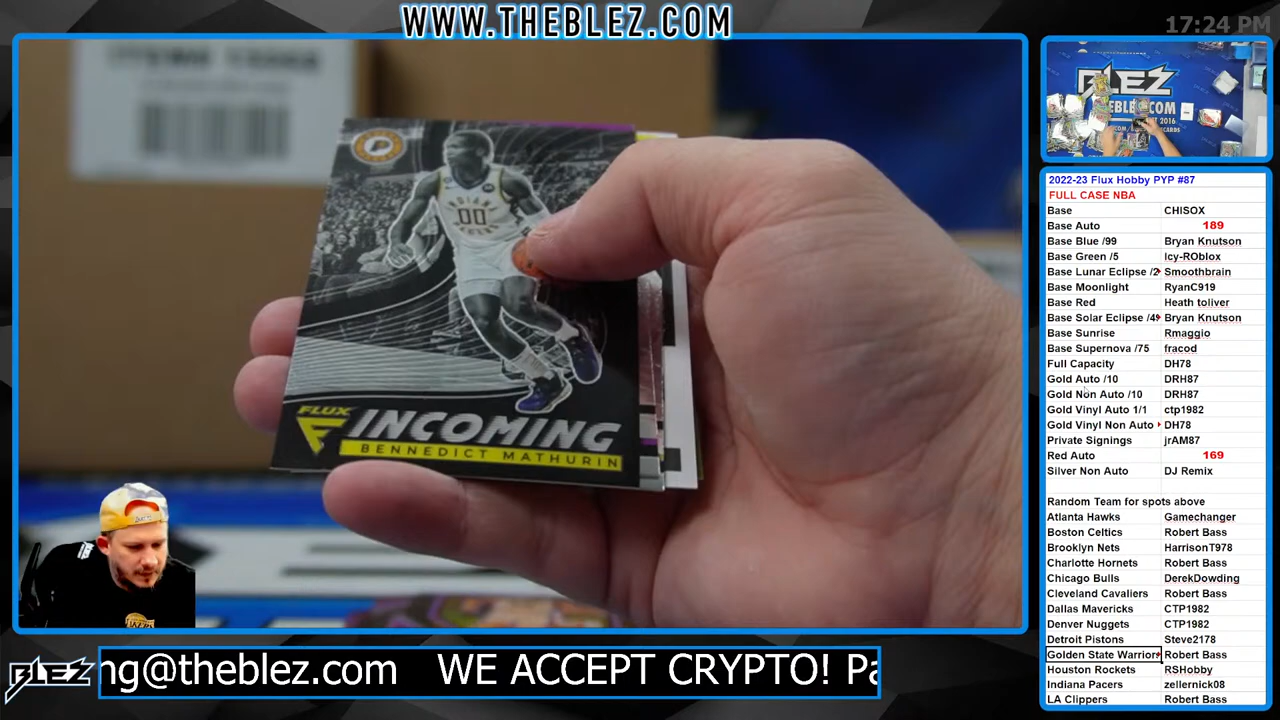 WWW.THEBLEZ.COM
17:24 PM
BLEZ
2022-23 Flux Hobby PYP #87
FULL CASE NBA
Base CHiSOX
Base Auto 189
Base Blue /99 Bryan Knutson
Base Green /5 Icy-ROblox
Base Lunar Eclipse /2 Smoothbrain
Base Moonlight RyanC919
Base Red Heath toliver
Base Solar Eclipse /49 Bryan Knutson
Base Sunrise Rmaggio
Base Supernova /75 fracod
Full Capacity DH78
Gold Auto /10 DRH87
Gold Non Auto /10 DRH87
Gold Vinyl Auto 1/1 ctp1982
Gold Vinyl Non Auto DH78
Private Signings jrAM87
Red Auto 169
Silver Non Auto DJ Remix
Random Team for spots above
Atlanta Hawks Gamechanger
Boston Celtics Robert Bass
Brooklyn Nets HarrisonT978
Charlotte Hornets Robert Bass
Chicago Bulls DerekDowding
Cleveland Cavaliers Robert Bass
Dallas Mavericks CTP1982
Denver Nuggets CTP1982
Detroit Pistons Steve2178
Golden State Warriors Robert Bass
Houston Rockets RSHobby
Indiana Pacers zellernick08
LA Clippers Robert Bass
INDIANA
00
FLUX
INCOMING
BENNEDICT MATHURIN
BLEZ
ng@theblez.com WE ACCEPT CRYPTO! Pa